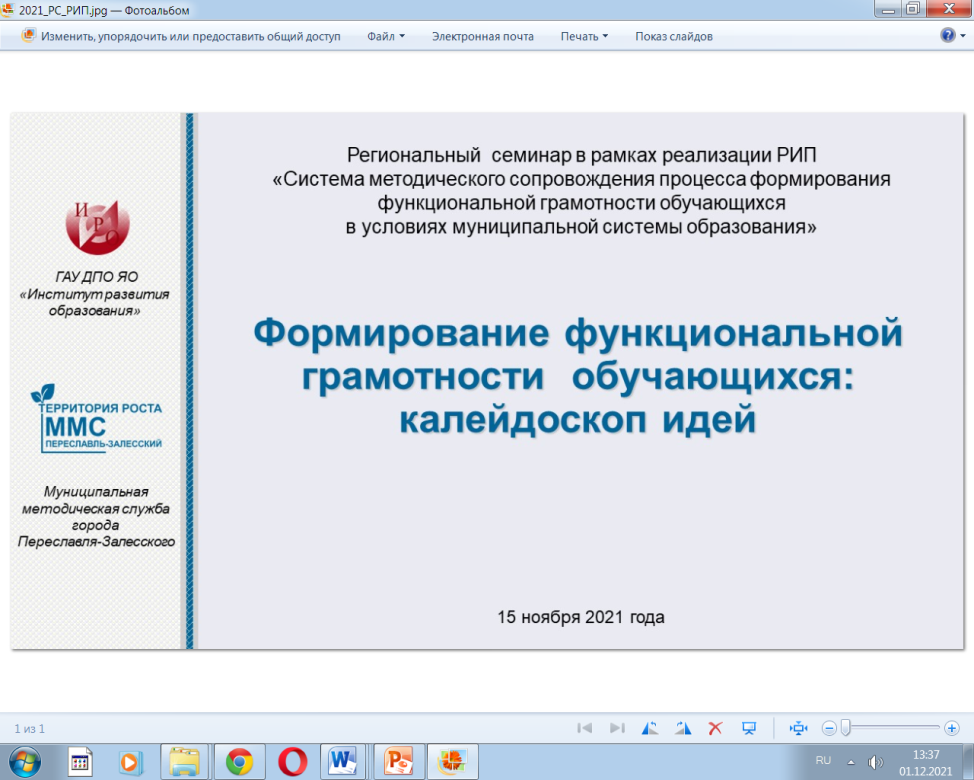 2021_РС_РИП.jpg — Фотоальбом
Изменить, упорядочить или предоставить общий доступ Файл Электронная почта Печать Показ слайдов
ИРО
ГАУ ДПО ЯО
«Институт развития
образования»
ТЕРРИТОРИЯ РОСТА
ММС
ПЕРЕСЛАВЛЬ-ЗАЛЕССКИЙ
Муниципальная
методическая служба
города
Переславля-Залесского
Региональный семинар в рамках реализации РИП
«Система методического сопровождения процесса формирования
функциональной грамотности обучающихся
в условиях муниципальной системы образования»
Формирование функциональной
грамотности обучающихся:
калейдоскоп идей
15 ноября 2021 года
1 из 1
RU
13:37
01.12.2021